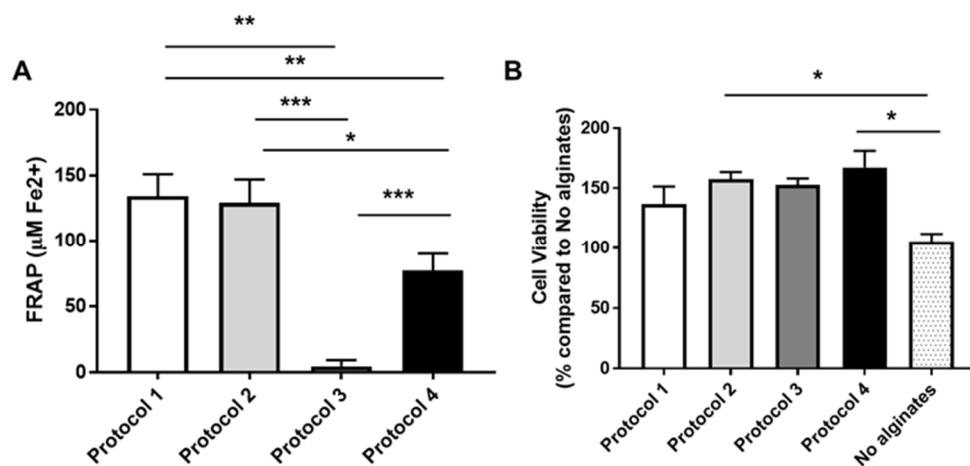 A
**
**
***
*
***
FRAP (μM Fe2+)
200
150
100
50
0
Protocol 1
Protocol 2
Protocol 3
Protocol 4
B
*
*
Cell Viability
(% compared to No alginates)
200
150
100
50
0
Protocol 1
Protocol 2
Protocol 3
Protocol 4
No alginates